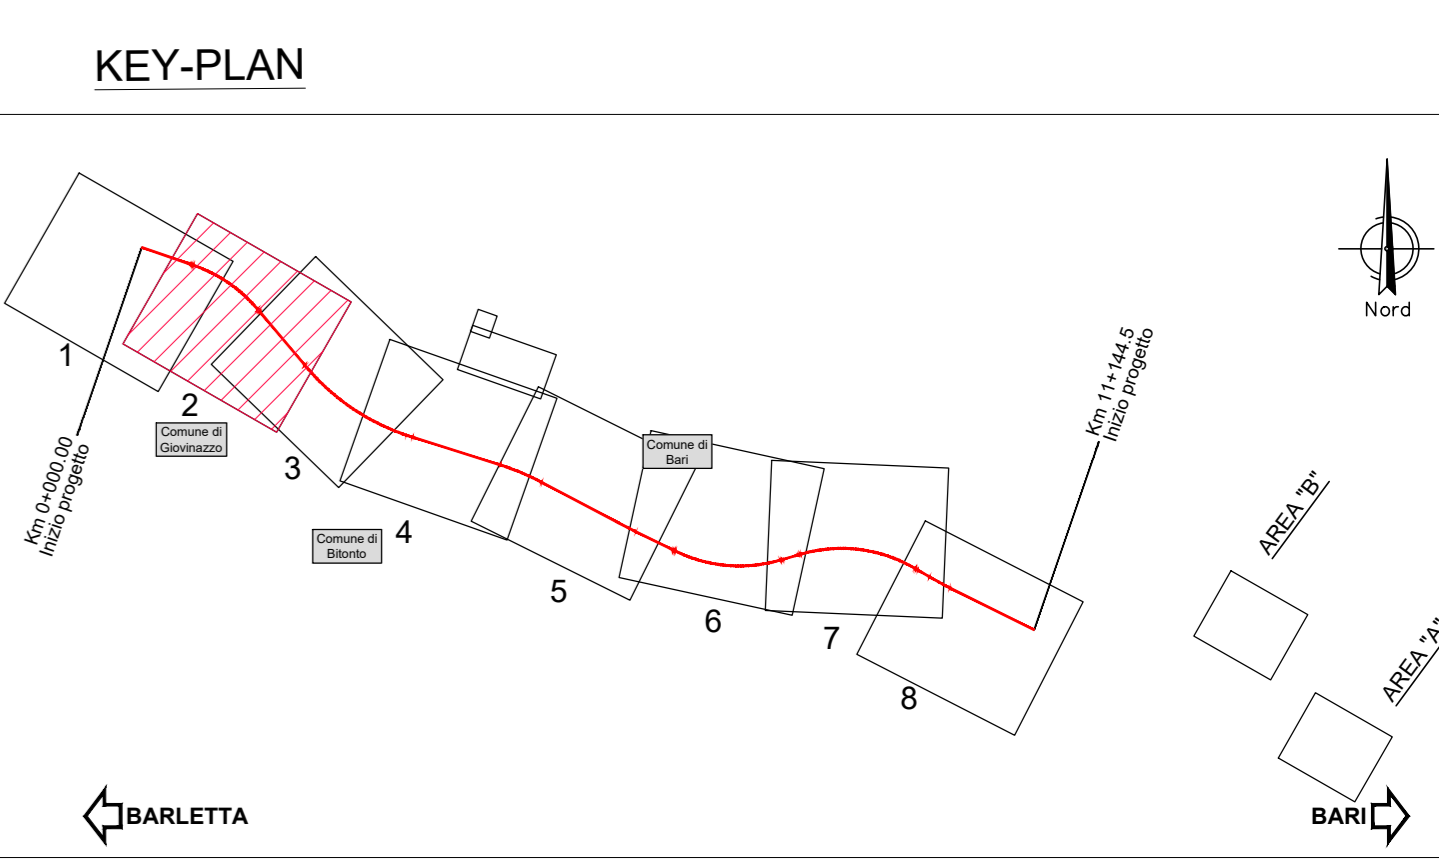 KEY-PLAN
Nord
1
2
Comune di
Giovinazzo
3
4
Comune di
Bitonto
5
Comune di
Bari
6
7
8
Km 0+000.00
Inizio progetto
Km 11+144.5
Inizio progetto
AREA "B"
AREA "A"
BARLETTA
BARI